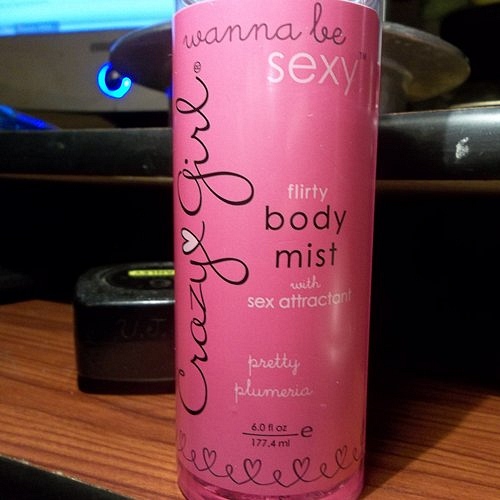 wanna be
sexy™
Crazy Girl®
flirty
body
mist
with
sex attractant
pretty
plumeria
6.0 fl oz
177.4 ml e